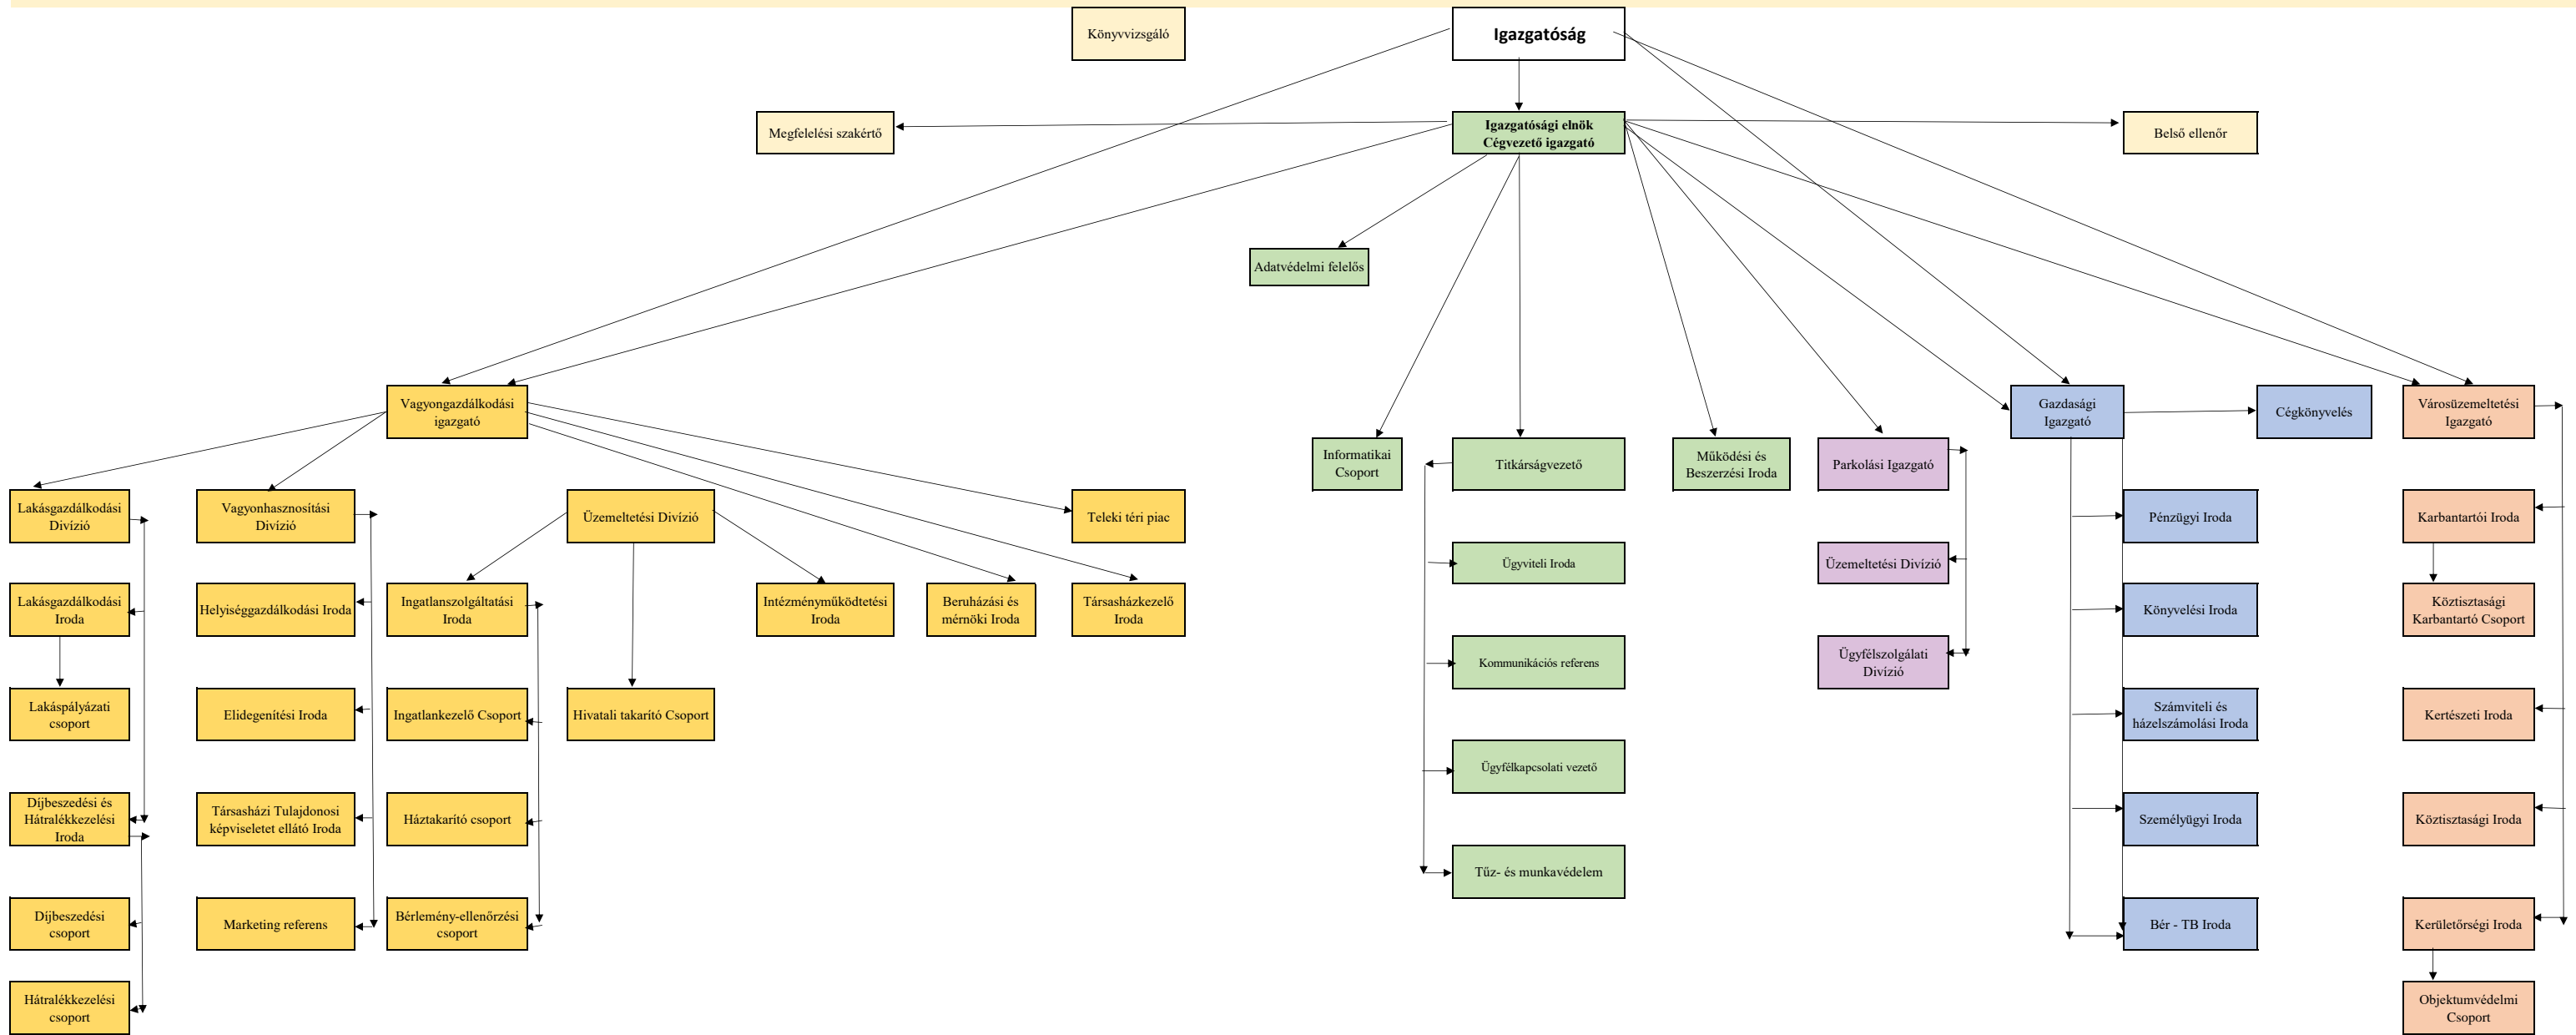 Könyvvizsgáló
Igazgatóság
Megfelelési szakértő
Igazgatósági elnök
Cégvezető igazgató
Belső ellenőr
Adatvédelmi felelős
Vagyongazdálkodási
igazgató
Gazdasági
Igazgató
Cégkönyvelés
Városüzemeltetési
Igazgató
Informatikai
Csoport
Titkárságvezető
Működési és
Beszerzési Iroda
Parkolási Igazgató
Lakásgazdálkodási
Divízió
Vagyonhasznosítási
Divízió
Üzemeltetési Divízió
Teleki téri piac
Pénzügyi Iroda
Karbantartói Iroda
Ügyviteli Iroda
Üzemeltetési Divízió
Lakásgazdálkodási
Iroda
Helyiséggazdálkodási Iroda
Ingatlanszolgáltatási
Iroda
Intézményműködtetési
Iroda
Beruházási és
mérnöki Iroda
Társasházkezelő
Iroda
Könyvelési Iroda
Köztisztasági
Karbantartó Csoport
Kommunikációs referens
Ügyfélszolgálati
Divízió
Lakáspályázati
csoport
Elidegenítési Iroda
Ingatlankezelő Csoport
Hivatali takarító Csoport
Számviteli és
házelszámolási Iroda
Kertészeti Iroda
Ügyfélkapcsolati vezető
Díjbeszedési és
Hátralékkezelési
Iroda
Társasházi Tulajdonosi
képviseletet ellátó Iroda
Háztakarító csoport
Személyügyi Iroda
Köztisztasági Iroda
Tűz- és munkavédelem
Díjbeszedési
csoport
Marketing referens
Bérlemény-ellenőrzési
csoport
Bér - TB Iroda
Kerületőrségi Iroda
Hátralékkezelési
csoport
Objektumvédelmi
Csoport